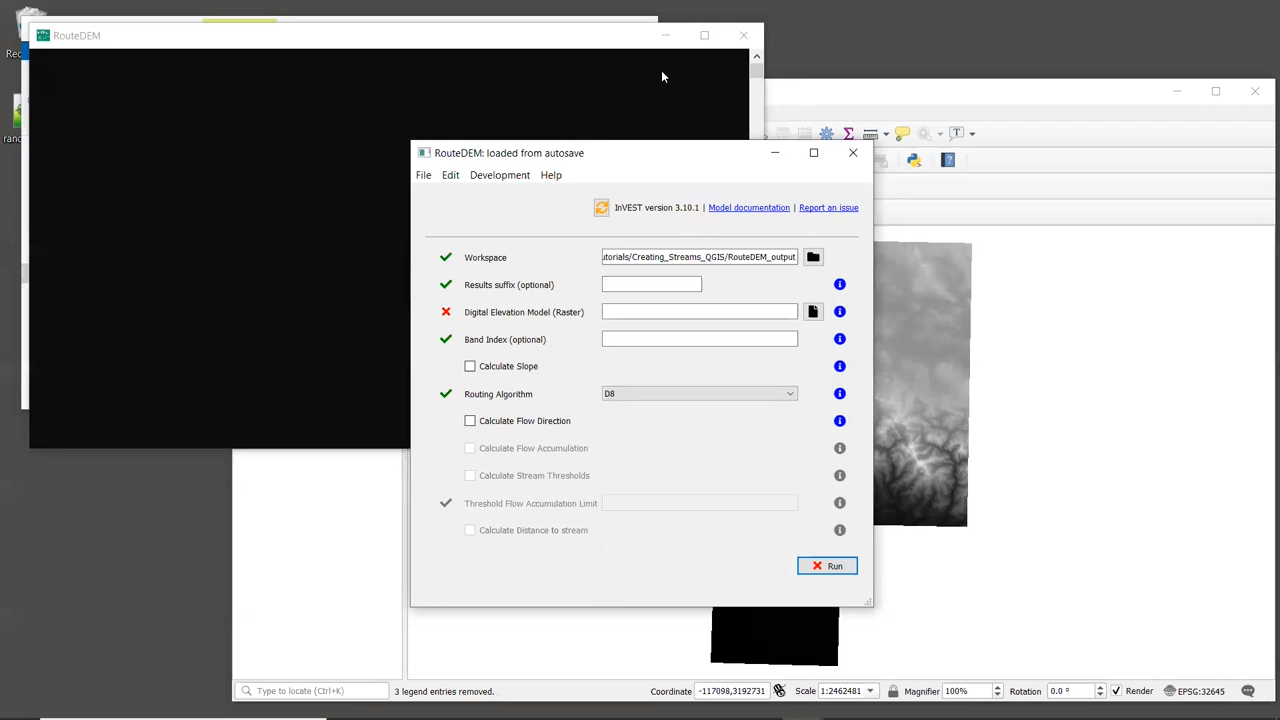 Rec
RouteDEM
rand
RouteDEM: loaded from autosave
File Edit Development Help
InVEST version 3.10.1 | Model documentation | Report an issue
Workspace utorials/Creating_Streams_QGIS/RouteDEM_output
Results suffix (optional)
Digital Elevation Model (Raster)
Band Index (optional)
Calculate Slope
Routing Algorithm D8
Calculate Flow Direction
Calculate Flow Accumulation
Calculate Stream Thresholds
Threshold Flow Accumulation Limit
Calculate Distance to stream
Run
Type to locate (Ctrl+K) 3 legend entries removed. Coordinate -117098,3192731 Scale 1:2462481 Magnifier 100% Rotation 0.0 ° Render EPSG:32645